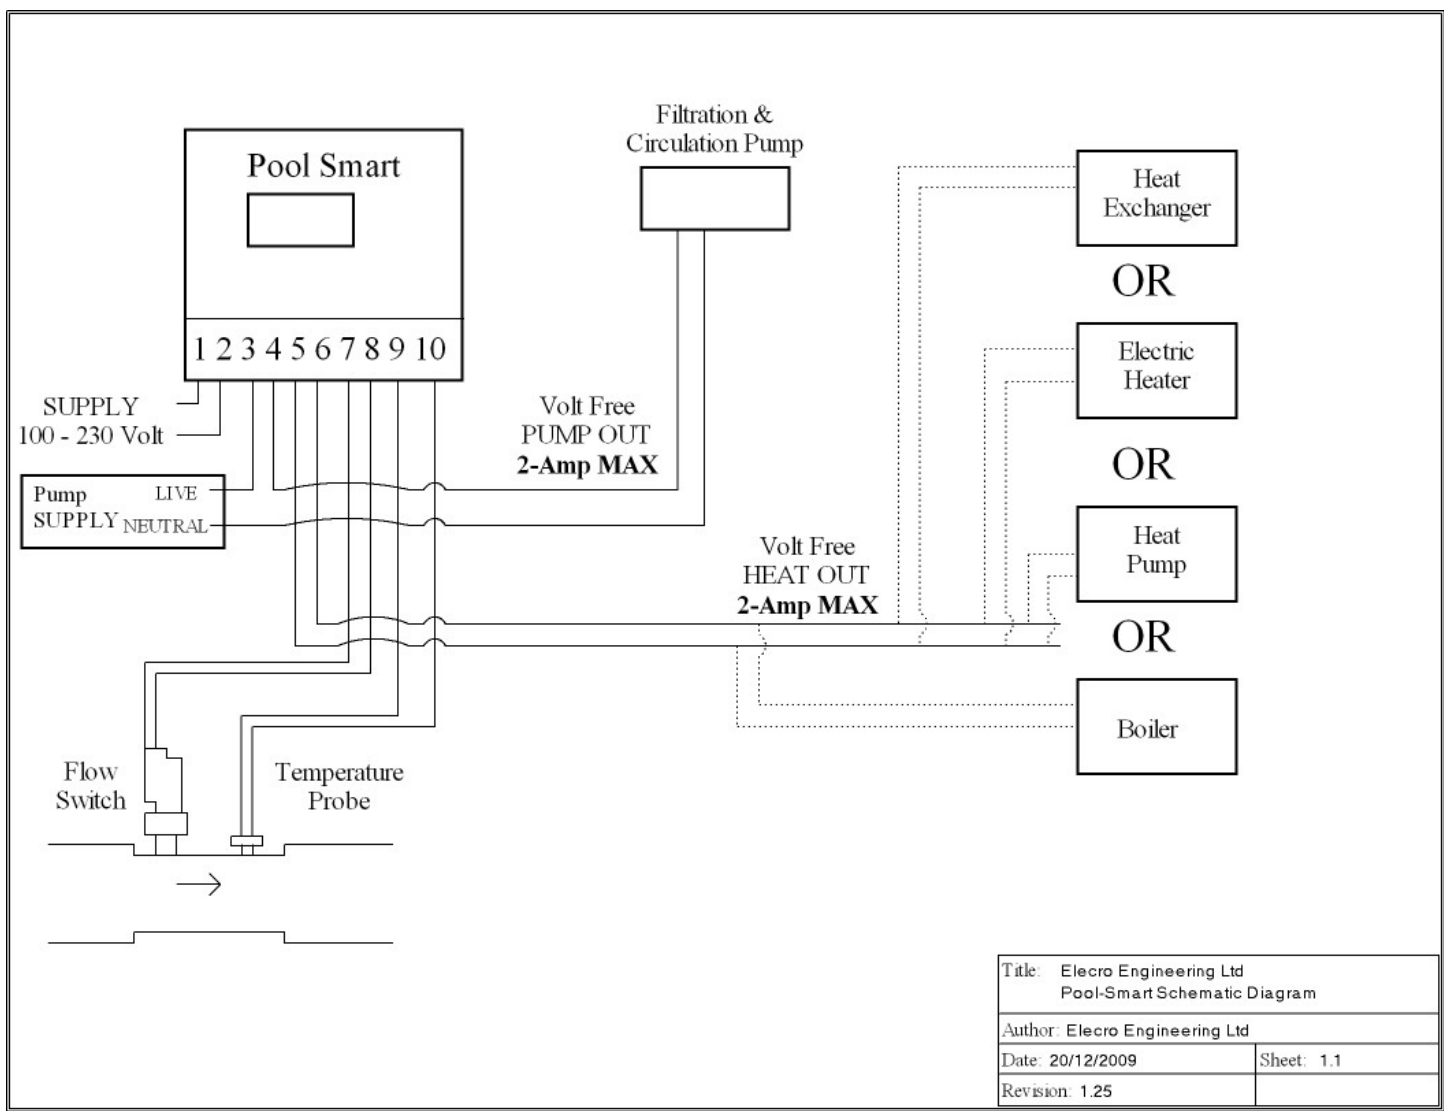 Filtration &
Circulation Pump
Pool Smart
Heat
Exchanger
OR
1 2 3 4 5 6 7 8 9 10
Electric
Heater
SUPPLY
100 - 230 Volt
Volt Free
PUMP OUT
2-Amp MAX
OR
Pump
SUPPLY
LIVE
NEUTRAL
Heat
Pump
Volt Free
HEAT OUT
2-Amp MAX
OR
Boiler
Flow
Switch
Temperature
Probe
Title: Elecro Engineering Ltd
Pool-Smart Schematic Diagram
Author: Elecro Engineering Ltd
Date: 20/12/2009
Sheet: 1.1
Revision: 1.25